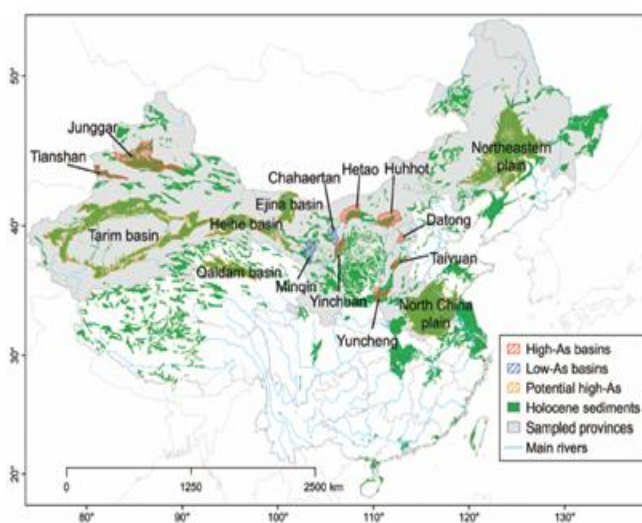 50°
Junggar
Tianshan
Northeastern
plain
Hetao
Huhhot
Chahaertan
Ejina basin
40°
Heihe basin
Datong
Tarim basin
Taiyuan
Qaidam basin
Minqin
Yinchuan
North China
plain
Yuncheng
High-As basins
Low-As basins
Potential high-As
Holocene sediments
Sampled provinces
Main rivers
30°
20°
0
1250
2500 km
80°
90°
100°
110°
120°
130°